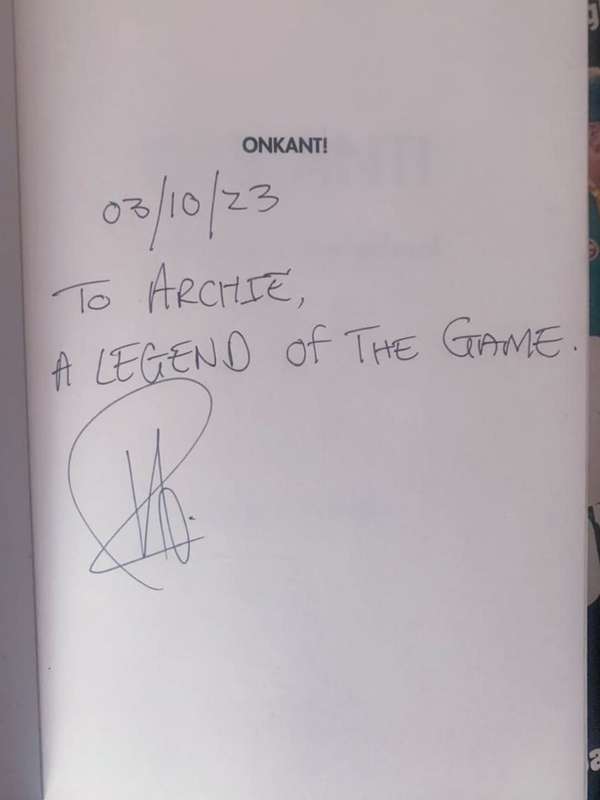 ONKANT!
03/10/23
TO ARCHIE,
A LEGEND OF THE GAME.